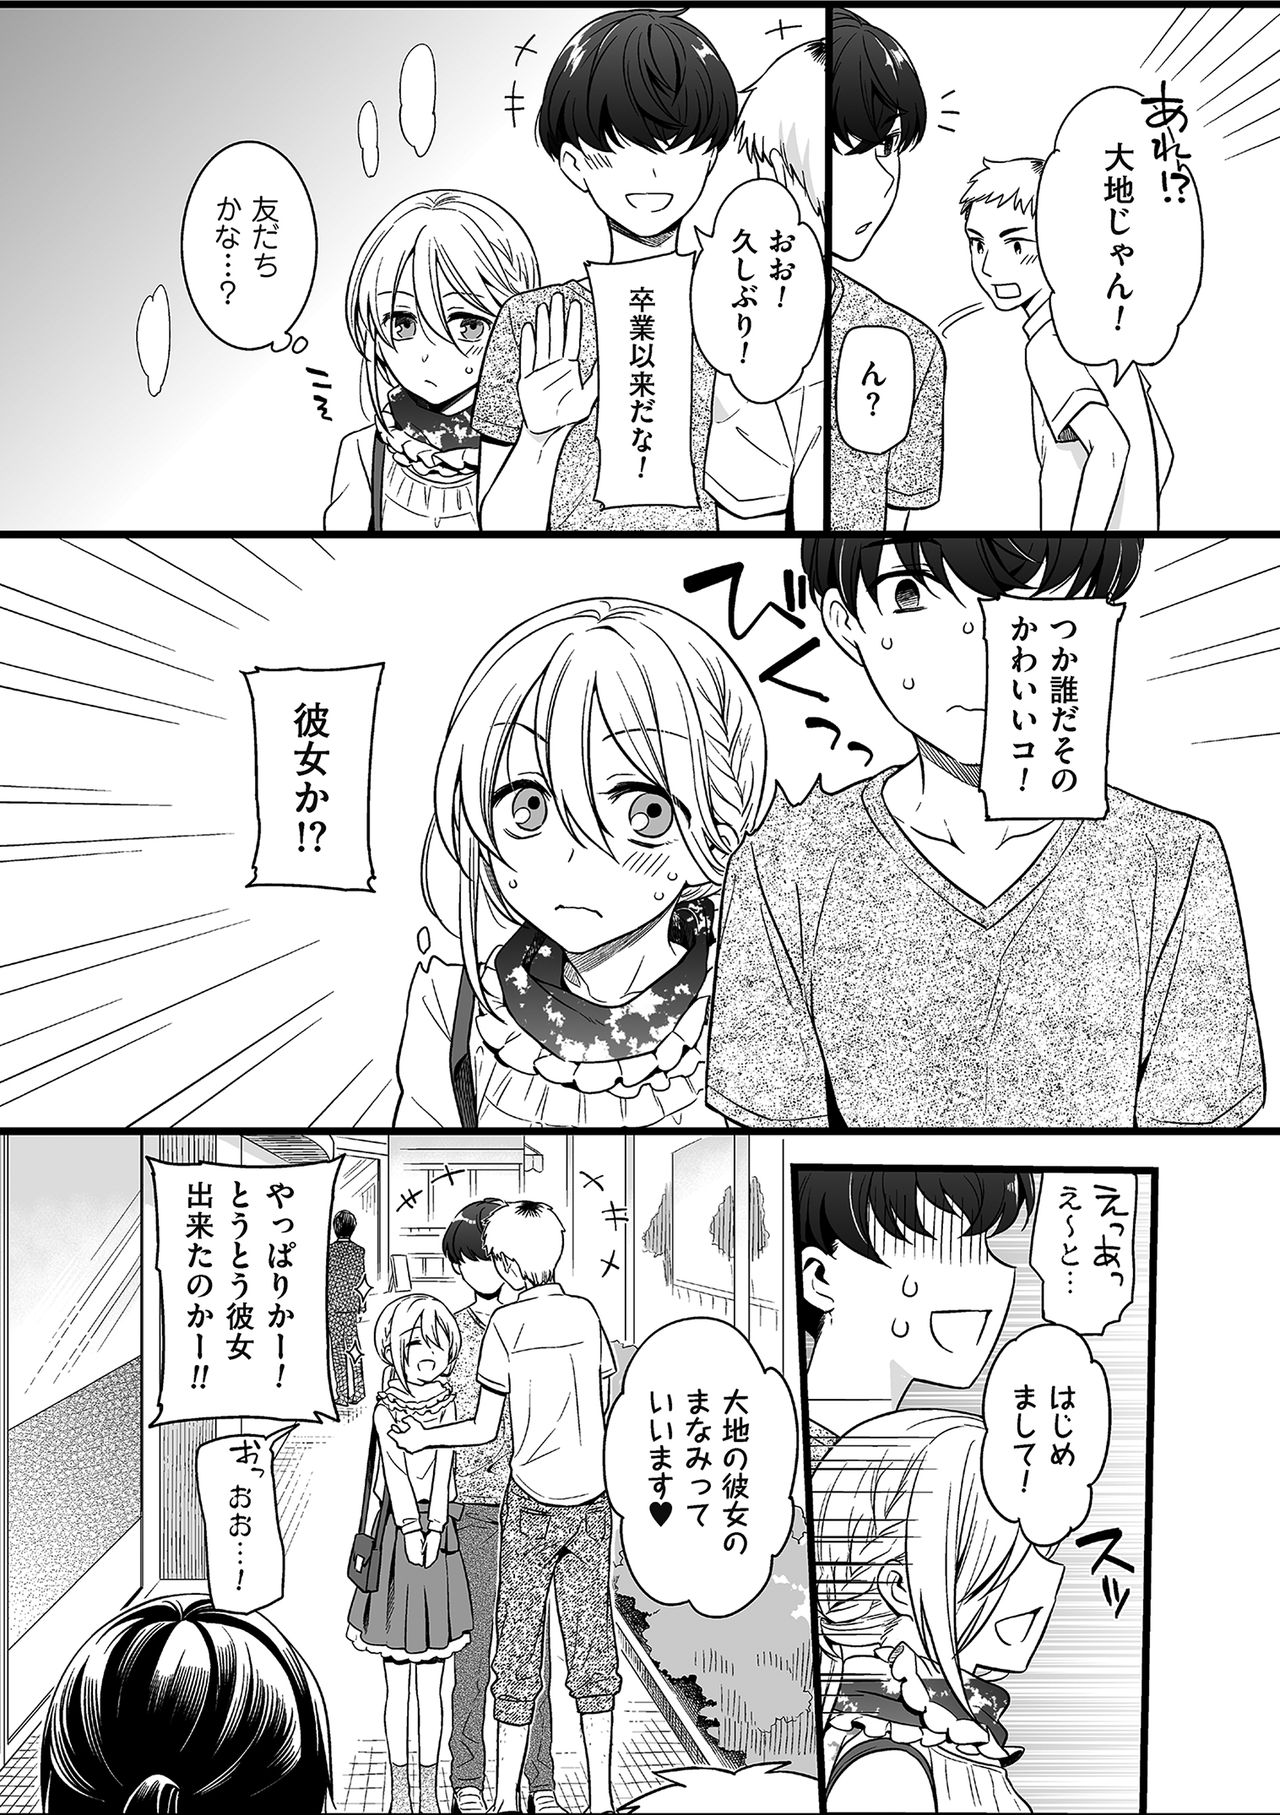 あれ!?
大地じゃん!
ん?
おお!
久しぶり!
卒業以来だな!
友だち
かな…?
つか誰だその
かわいいコ!
びくっ
彼女か!?
えっあっ
え〜と…
はじめ
まして!
スッ
大地の彼女の
まなみって
いいます♥
やっぱりかー!
とうとう彼女
出来たのかー!!
おっ
おお…!